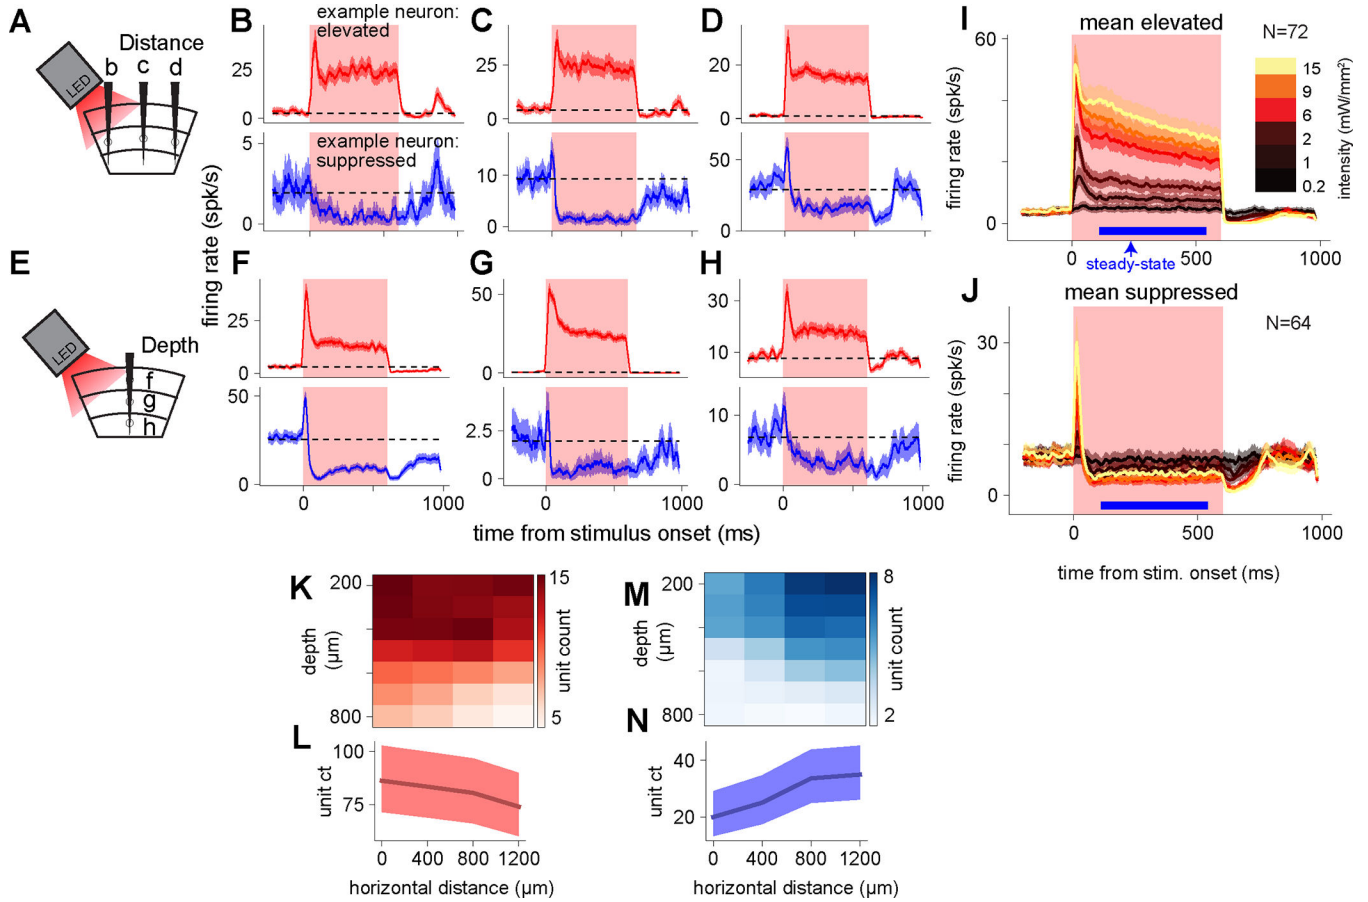 A
LED
Distance
b c d
B
example neuron:
elevated
25
0
example neuron:
suppressed
5
0
C
25
0
10
0
D
20
0
50
0
firing rate (spk/s)
E
LED
Depth
f
g
h
F
25
0
50
0
0 1000
G
50
0
2.5
0
0 1000
H
30
10
10
0
0 1000
time from stimulus onset (ms)
I
mean elevated
N=72
60
0
firing rate (spk/s)
steady-state
0 500 1000
15
9
6
2
1
0.2
intensity (mW/mm²)
J
mean suppressed
N=64
30
0
firing rate (spk/s)
0 500 1000
time from stim. onset (ms)
K
200
800
depth
(µm)
15
5
unit count
L
100
75
unit ct
0 400 800 1200
horizontal distance (µm)
M
200
800
depth
(µm)
8
2
unit count
N
40
20
unit ct
0 400 800 1200
horizontal distance (µm)